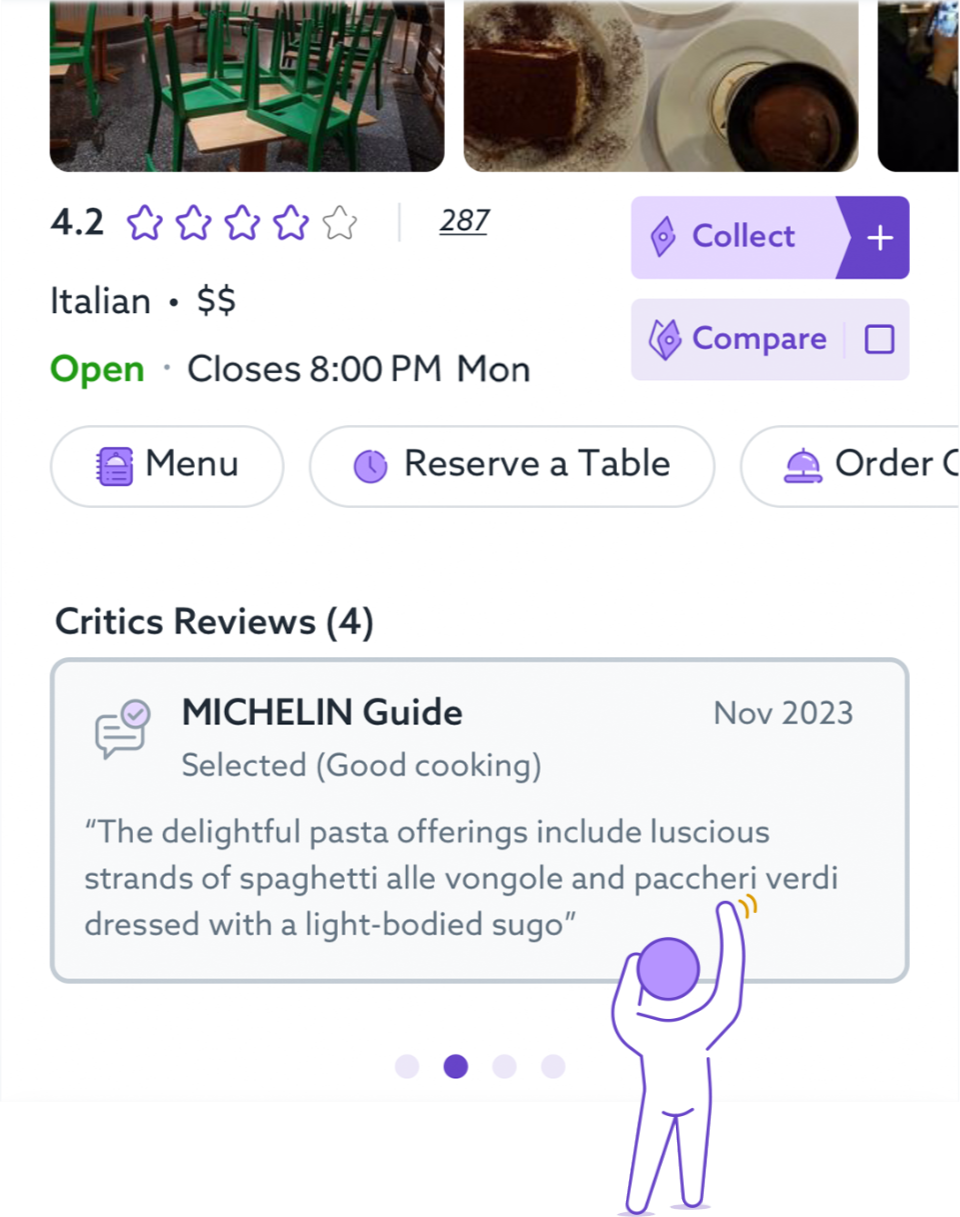 4.2 287
Collect +
Italian • $$
Compare
Open · Closes 8:00 PM Mon
Menu
Reserve a Table
Order
Critics Reviews (4)
MICHELIN Guide
Nov 2023
Selected (Good cooking)
“The delightful pasta offerings include luscious
strands of spaghetti alle vongole and paccheri verdi
dressed with a light-bodied sugo”